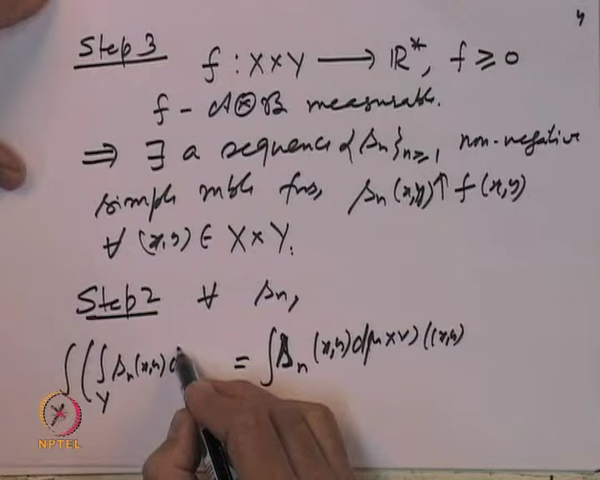 4
Step 3 f : X × Y ⟶ ℝ*, f ≥ 0
f - A⊗B measurable.
⇒ ∃ a sequence {sn}n≥1, non-negative
simple mble fns, sn(x,y) ↑ f(x,y)
∀ (x,y) ∈ X × Y.
Step 2 ∀ sn,
∫ ( ∫Y sn(x,y) d = ∫ sn (x,y) d(μ×ν) ((x,y)
NPTEL